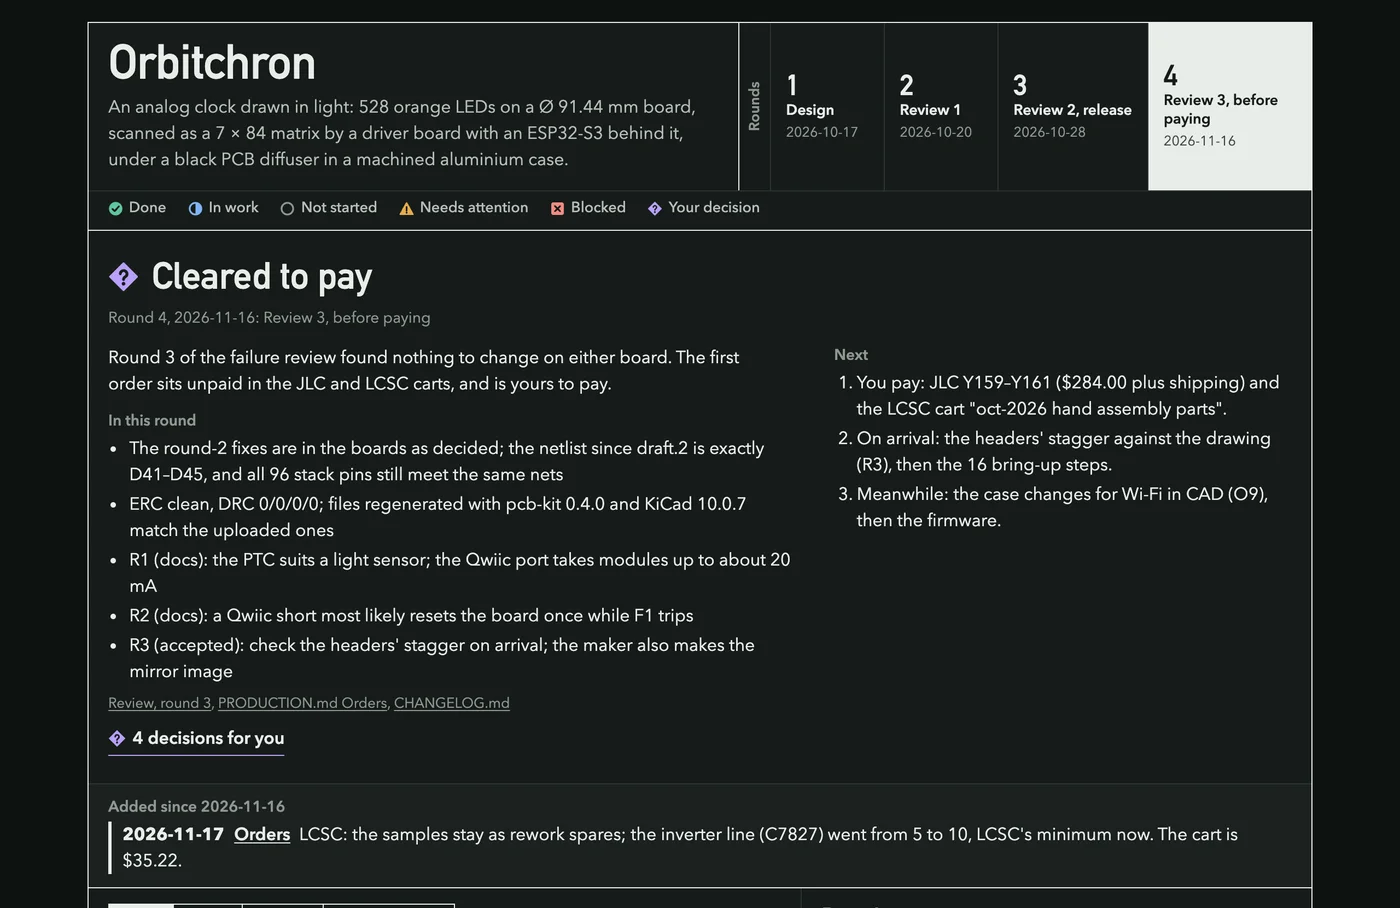 Orbitchron
An analog clock drawn in light: 528 orange LEDs on a Ø 91.44 mm board,
scanned as a 7 × 84 matrix by a driver board with an ESP32-S3 behind it,
under a black PCB diffuser in a machined aluminium case.
Rounds
1
Design
2026-10-17
2
Review 1
2026-10-20
3
Review 2, release
2026-10-28
4
Review 3, before
paying
2026-11-16
Done
In work
Not started
Needs attention
Blocked
Your decision
Cleared to pay
Round 4, 2026-11-16: Review 3, before paying
Round 3 of the failure review found nothing to change on either board. The first
order sits unpaid in the JLC and LCSC carts, and is yours to pay.
In this round
• The round-2 fixes are in the boards as decided; the netlist since draft.2 is exactly
D41–D45, and all 96 stack pins still meet the same nets
• ERC clean, DRC 0/0/0/0; files regenerated with pcb-kit 0.4.0 and KiCad 10.0.7
match the uploaded ones
• R1 (docs): the PTC suits a light sensor; the Qwiic port takes modules up to about 20
mA
• R2 (docs): a Qwiic short most likely resets the board once while F1 trips
• R3 (accepted): check the headers' stagger on arrival; the maker also makes the
mirror image
Review, round 3, PRODUCTION.md Orders, CHANGELOG.md
4 decisions for you
Next
1. You pay: JLC Y159–Y161 ($284.00 plus shipping) and
the LCSC cart "oct-2026 hand assembly parts".
2. On arrival: the headers' stagger against the drawing
(R3), then the 16 bring-up steps.
3. Meanwhile: the case changes for Wi-Fi in CAD (O9),
then the firmware.
Added since 2026-11-16
2026-11-17 Orders LCSC: the samples stay as rework spares; the inverter line (C7827) went from 5 to 10, LCSC's minimum now. The cart is
$35.22.